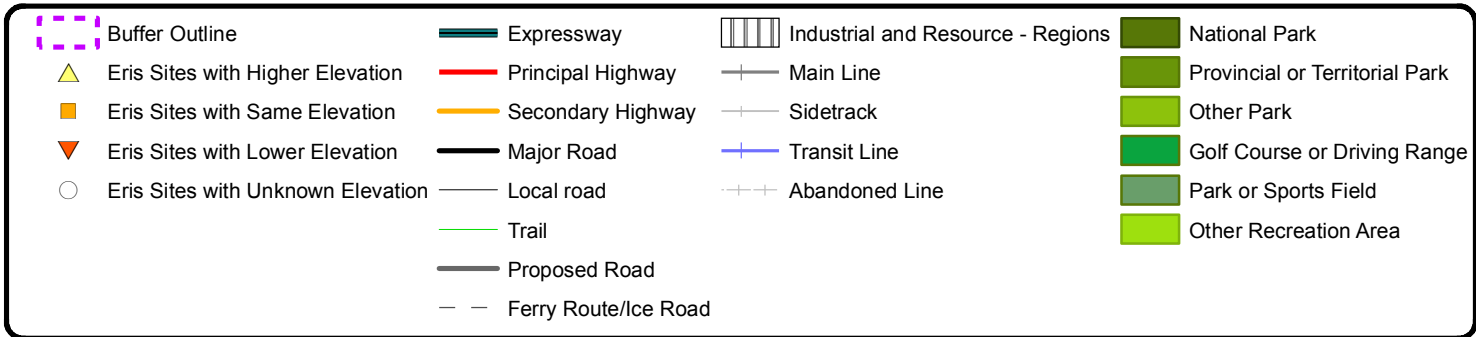 Buffer Outline
Eris Sites with Higher Elevation
Eris Sites with Same Elevation
Eris Sites with Lower Elevation
Eris Sites with Unknown Elevation
Expressway
Principal Highway
Secondary Highway
Major Road
Local road
Trail
Proposed Road
Ferry Route/Ice Road
Industrial and Resource - Regions
Main Line
Sidetrack
Transit Line
Abandoned Line
National Park
Provincial or Territorial Park
Other Park
Golf Course or Driving Range
Park or Sports Field
Other Recreation Area